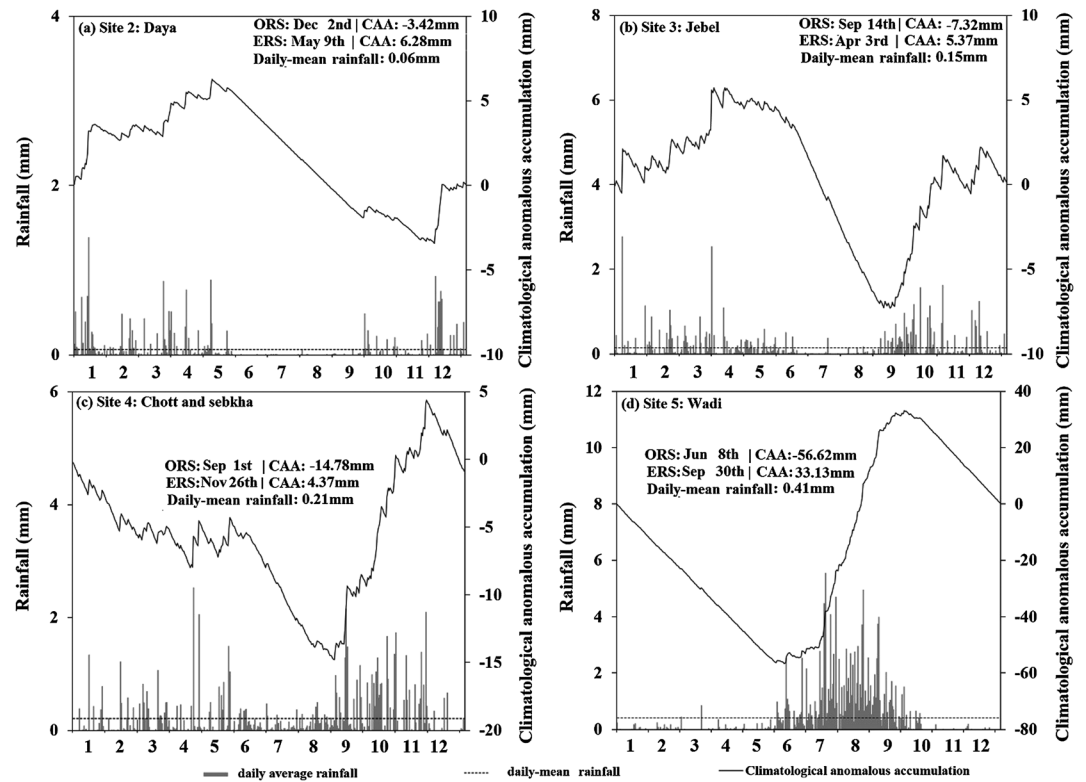 (a) Site 2: Daya
ORS: Dec 2nd | CAA: -3.42mm
ERS: May 9th | CAA: 6.28mm
Daily-mean rainfall: 0.06mm
Rainfall (mm)
4
2
0
Climatological anomalous accumulation (mm)
10
5
0
-5
-10
1 2 3 4 5 6 7 8 9 10 11 12
(b) Site 3: Jebel
ORS: Sep 14th | CAA: -7.32mm
ERS: Apr 3rd | CAA: 5.37mm
Daily-mean rainfall: 0.15mm
Rainfall (mm)
8
6
4
2
0
Climatological anomalous accumulation (mm)
10
5
0
-5
-10
1 2 3 4 5 6 7 8 9 10 11 12
(c) Site 4: Chott and sebkha
ORS: Sep 1st | CAA: -14.78mm
ERS: Nov 26th | CAA: 4.37mm
Daily-mean rainfall: 0.21mm
Rainfall (mm)
6
4
2
0
Climatological anomalous accumulation (mm)
5
0
-5
-10
-15
-20
1 2 3 4 5 6 7 8 9 10 11 12
(d) Site 5: Wadi
ORS: Jun 8th | CAA:-56.62mm
ERS: Sep 30th | CAA:33.13mm
Daily-mean rainfall: 0.41mm
Rainfall (mm)
12
10
8
6
4
2
0
Climatological anomalous accumulation (mm)
40
20
0
-20
-40
-60
-80
1 2 3 4 5 6 7 8 9 10 11 12
daily average rainfall
daily-mean rainfall
Climatological anomalous accumulation